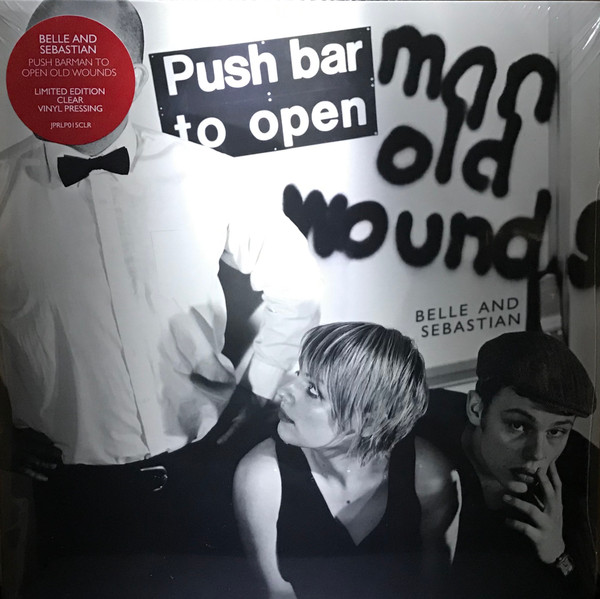 BELLE AND
SEBASTIAN
PUSH BARMAN TO
OPEN OLD WOUNDS
LIMITED EDITION
CLEAR
VINYL PRESSING
JPRLP015CLR
Push bar
to open
man
old
wounds
BELLE AND
SEBASTIAN